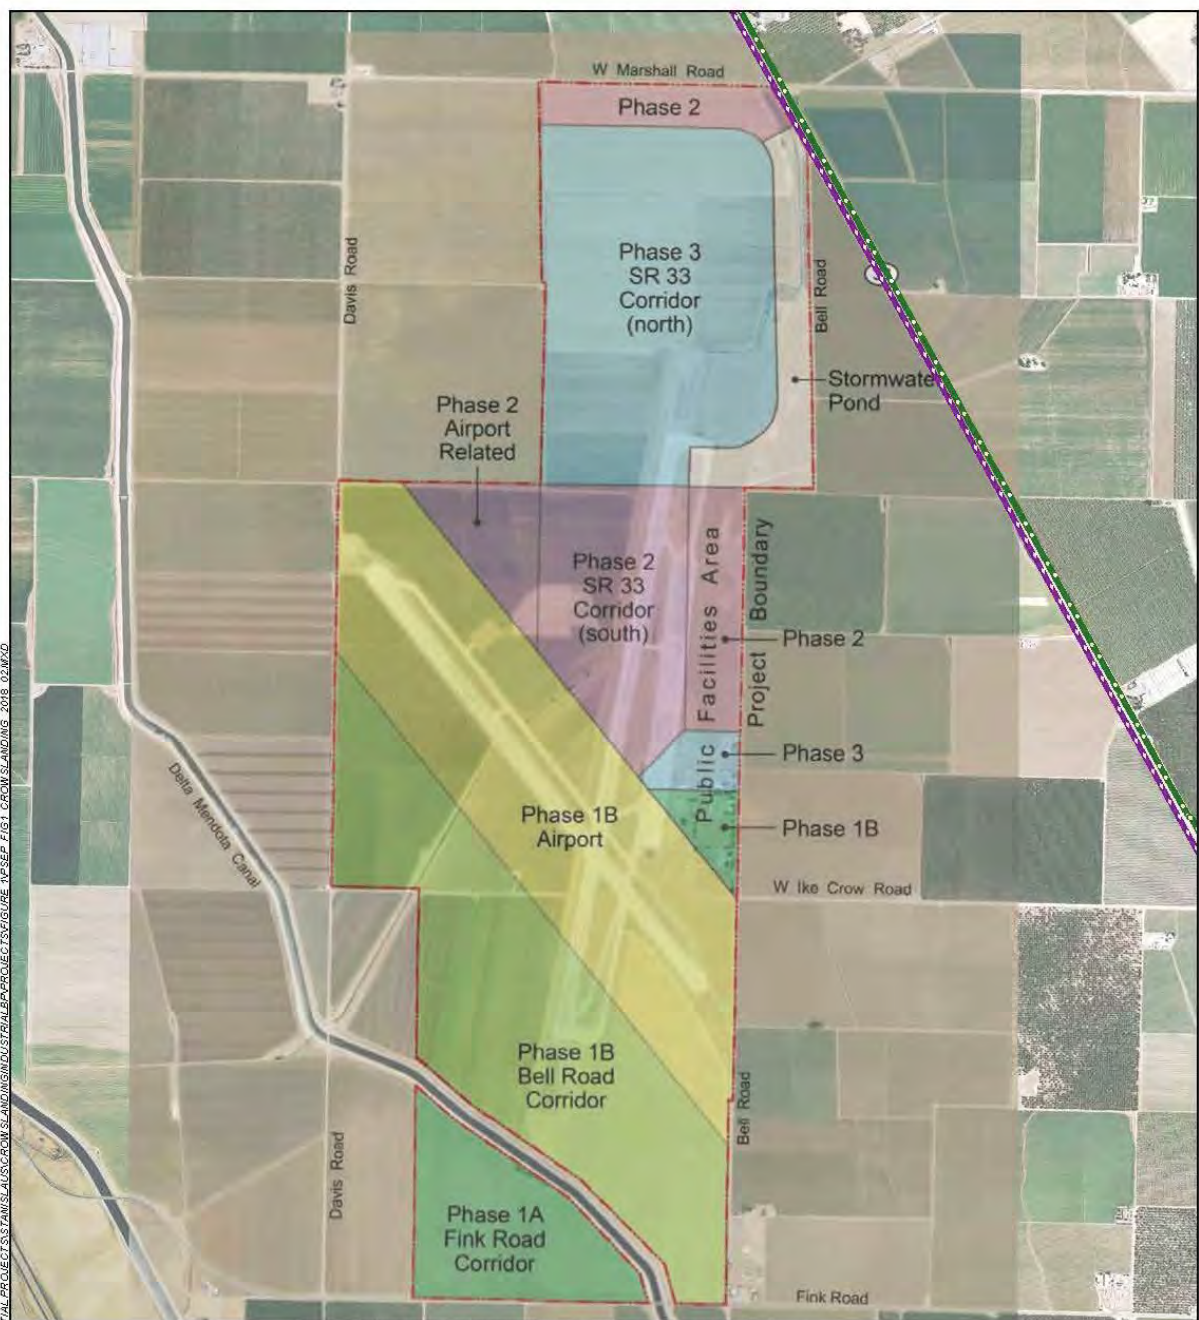 W Marshall Road
Phase 2
Phase 3
SR 33
Corridor
(north)
Davis Road
Bell Road
Stormwate
Pond
Phase 2
Airport
Related
Phase 2
SR 33
Corridor
(south)
Public Facilities Area
Project Boundary
Phase 2
Phase 3
Phase 1B
Phase 1B
Airport
W Ike Crow Road
Delta Mendota Canal
Phase 1B
Bell Road
Corridor
Bell Road
Davis Road
Phase 1A
Fink Road
Corridor
Fink Road